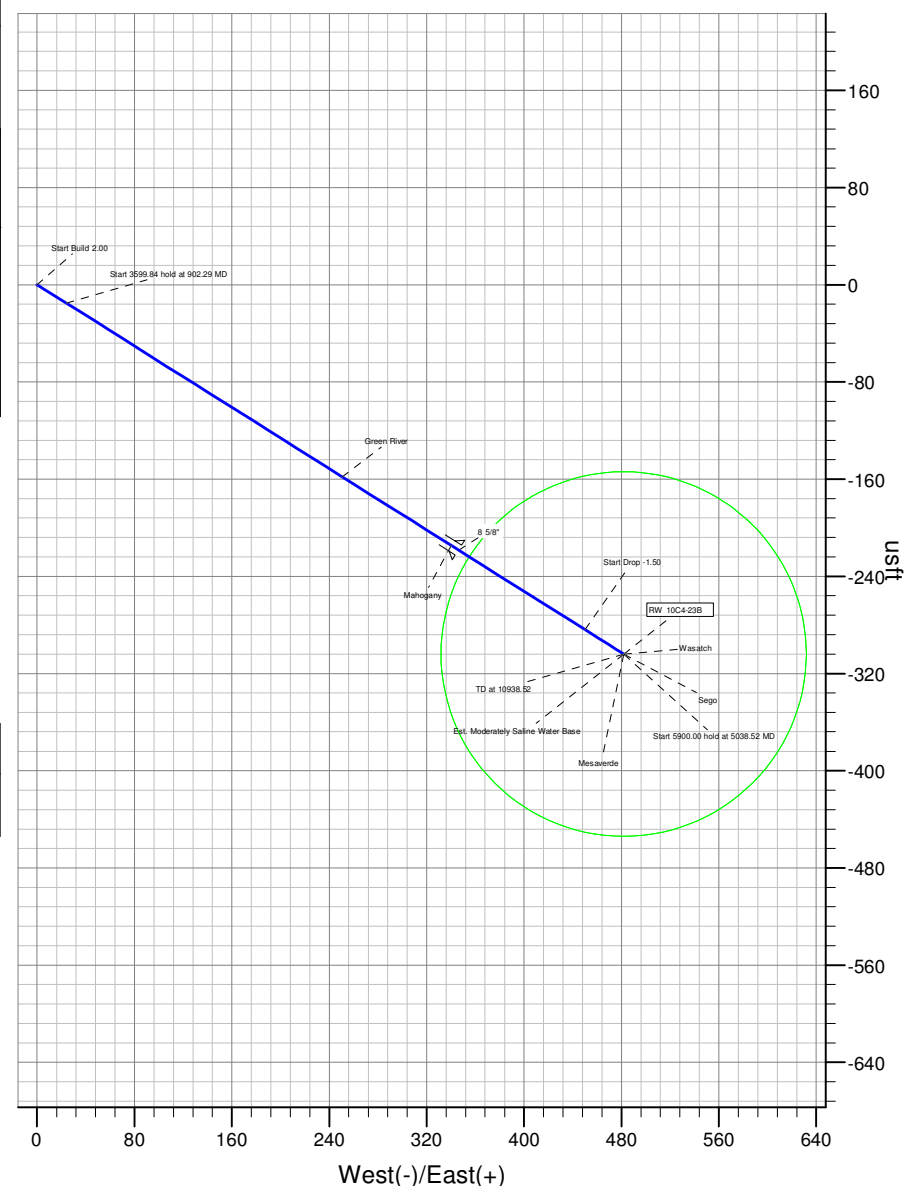 160
80
Start Build 2.00
Start 3599.84 hold at 902.29 MD
0
-80
Green River
-160
8 5/8"
usft
Start Drop -1.50
-240
Mahogany
RW 10C4-23B
Wasatch
-320
TD at 10938.52
Sego
Est. Moderately Saline Water Base
Start 5900.00 hold at 5038.52 MD
Mesaverde
-400
-480
-560
-640
0 80 160 240 320 400 480 560 640
West(-)/East(+)